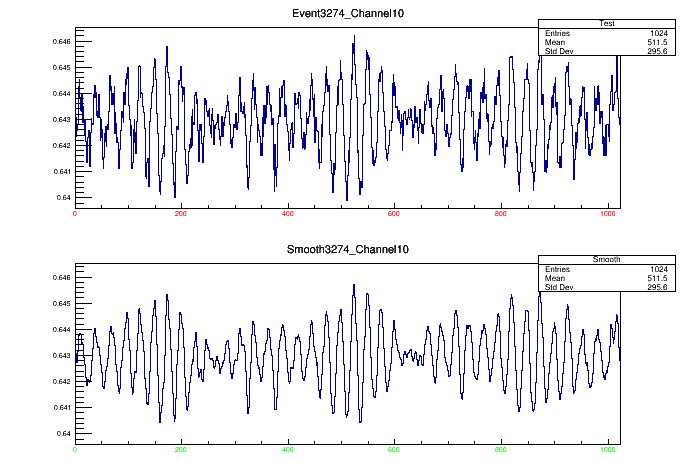 Event3274_Channel10
Test
Entries 1024
Mean 511.5
Std Dev 295.6
0.646
0.645
0.644
0.643
0.642
0.641
0.64
0 200 400 600 800 1000
Smooth3274_Channel10
Smooth
Entries 1024
Mean 511.5
Std Dev 295.6
0.646
0.645
0.644
0.643
0.642
0.641
0.64
0 200 400 600 800 1000